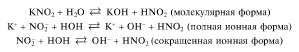 KNO₂ + H₂O ⇄ KOH + HNO₂ (молекулярная форма)
K⁺ + NO₂⁻ + HOH ⇄ K⁺ + OH⁻ + HNO₂ (полная ионная форма)
NO₂⁻ + HOH ⇄ OH⁻ + HNO₂ (сокращенная ионная форма)